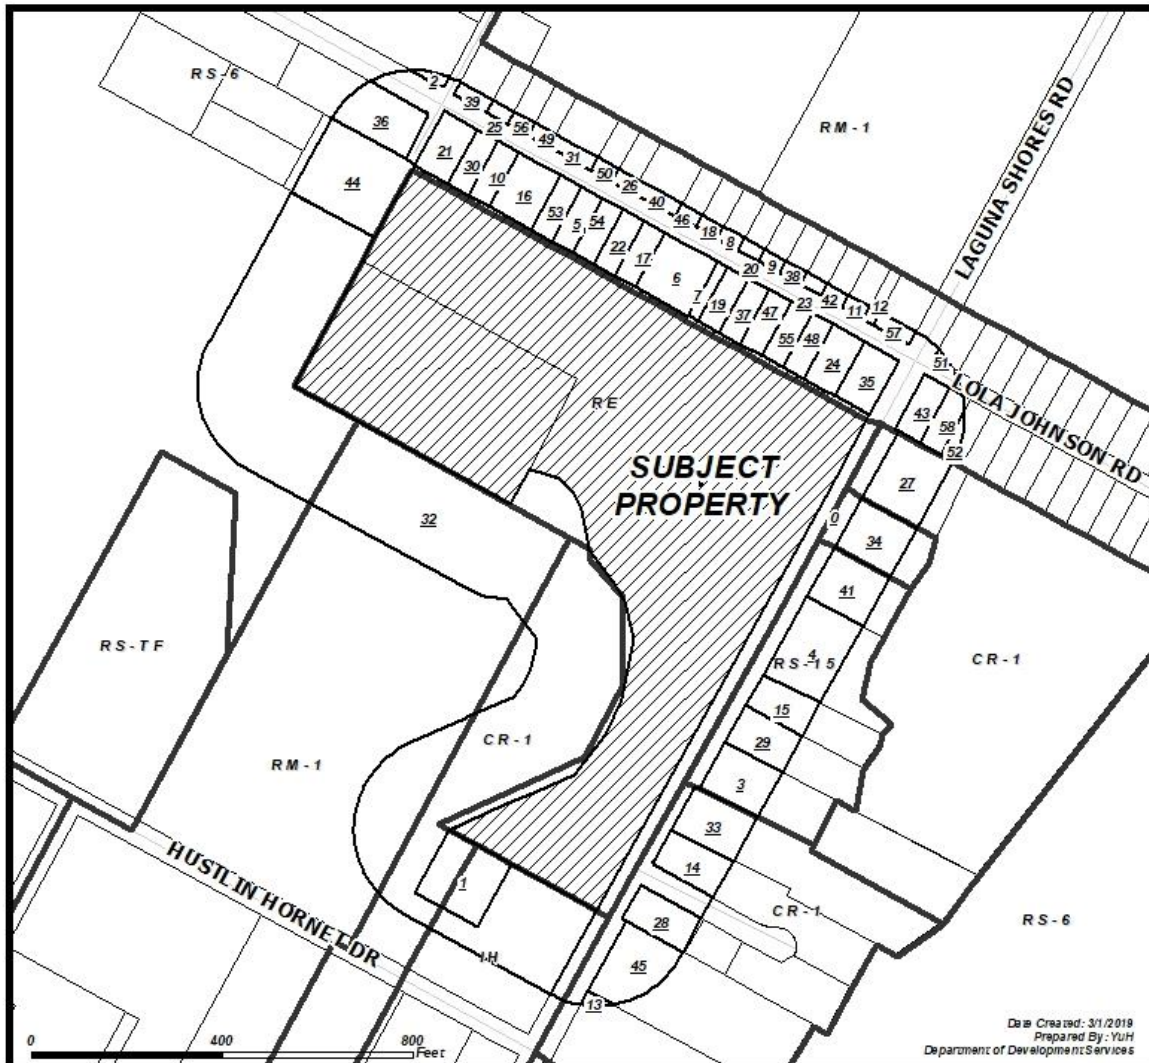 RS-6
2
39
36
25
56
49
RM-1
LAGUNA SHORES RD
21
31
30
50
26
44
10
40
16
46
18
53
8
5
54
9
22
20
38
17
6
23
42
12
7
11
19
37
47
57
55
48
51
24
35
LOLA JOHNSON RD
43
58
RE
52
SUBJECT
PROPERTY
27
32
0
34
41
RS-TF
4
RS-15
CR-1
15
29
CR-1
RM-1
3
33
14
HUSTLIN HORNET DR
1
CR-1
28
RS-6
IH
45
13
Date Created: 3/1/2019
Prepared By: YuH
Department of Development Services
0 400 800
Feet